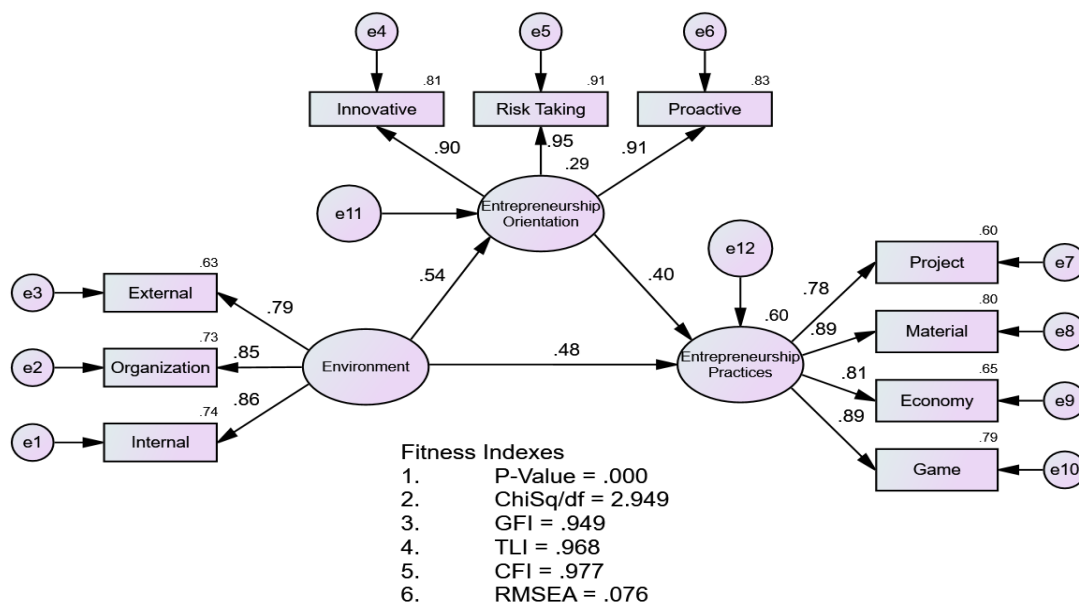 e4
e5
e6
.81
.91
.83
Innovative
Risk Taking
Proactive
.90
.95
.91
.29
e11
Entrepreneurship
Orientation
e12
.60
e3
.63
External
.79
.54
.40
.78
Project
e7
.73
e2
Organization
.85
Environment
.48
.60
Entrepreneurship
Practices
.89
.80
Material
e8
.86
.74
e1
Internal
.81
.65
Economy
e9
.89
.79
Game
e10
Fitness Indexes
1. P-Value = .000
2. ChiSq/df = 2.949
3. GFI = .949
4. TLI = .968
5. CFI = .977
6. RMSEA = .076